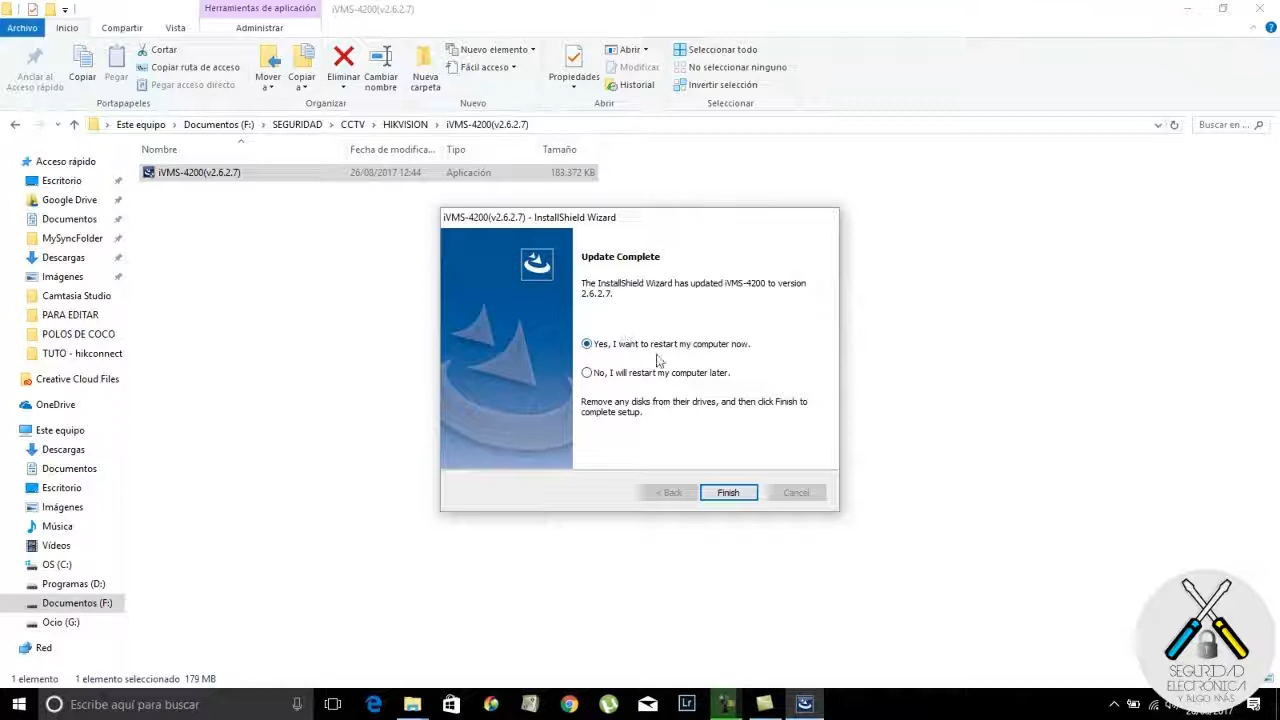 Herramientas de aplicación
iVMS-4200(v2.6.2.7)
Archivo
Inicio
Compartir
Vista
Administrar
Anclar al
Acceso rápido
Copiar
Pegar
Cortar
Copiar ruta de acceso
Pegar acceso directo
Portapapeles
Mover
a
Copiar
a
Eliminar
Cambiar
nombre
Organizar
Nueva
carpeta
Nuevo elemento
Fácil acceso
Nuevo
Propiedades
Abrir
Modificar
Historial
Abrir
Seleccionar todo
No seleccionar ninguno
Invertir selección
Seleccionar
Este equipo > Documentos (F:) > SEGURIDAD > CCTV > HIKVISION > iVMS-4200(v2.6.2.7)
Buscar en ...
Nombre
Fecha de modifica...
Tipo
Tamaño
iVMS-4200(v2.6.2.7)
26/08/2017 12:44
Aplicación
183.372 KB
Acceso rápido
Escritorio
Google Drive
Documentos
MySyncFolder
Descargas
Imágenes
Camtasia Studio
PARA EDITAR
POLOS DE COCO
TUTO - hikconnect
Creative Cloud Files
OneDrive
Este equipo
Descargas
Documentos
Escritorio
Imágenes
Música
Vídeos
OS (C:)
Programas (D:)
Documentos (F:)
Ocio (G:)
Red
iVMS-4200(v2.6.2.7) - InstallShield Wizard
Update Complete
The InstallShield Wizard has updated iVMS-4200 to version
2.6.2.7.
Yes, I want to restart my computer now.
No, I will restart my computer later.
Remove any disks from their drives, and then click Finish to
complete setup.
< Back
Finish
Cancel
1 elemento
1 elemento seleccionado 179 MB
SEGURIDAD
ELECTRÓNICA
Y ALGO MÁS
Escribe aquí para buscar
Lr